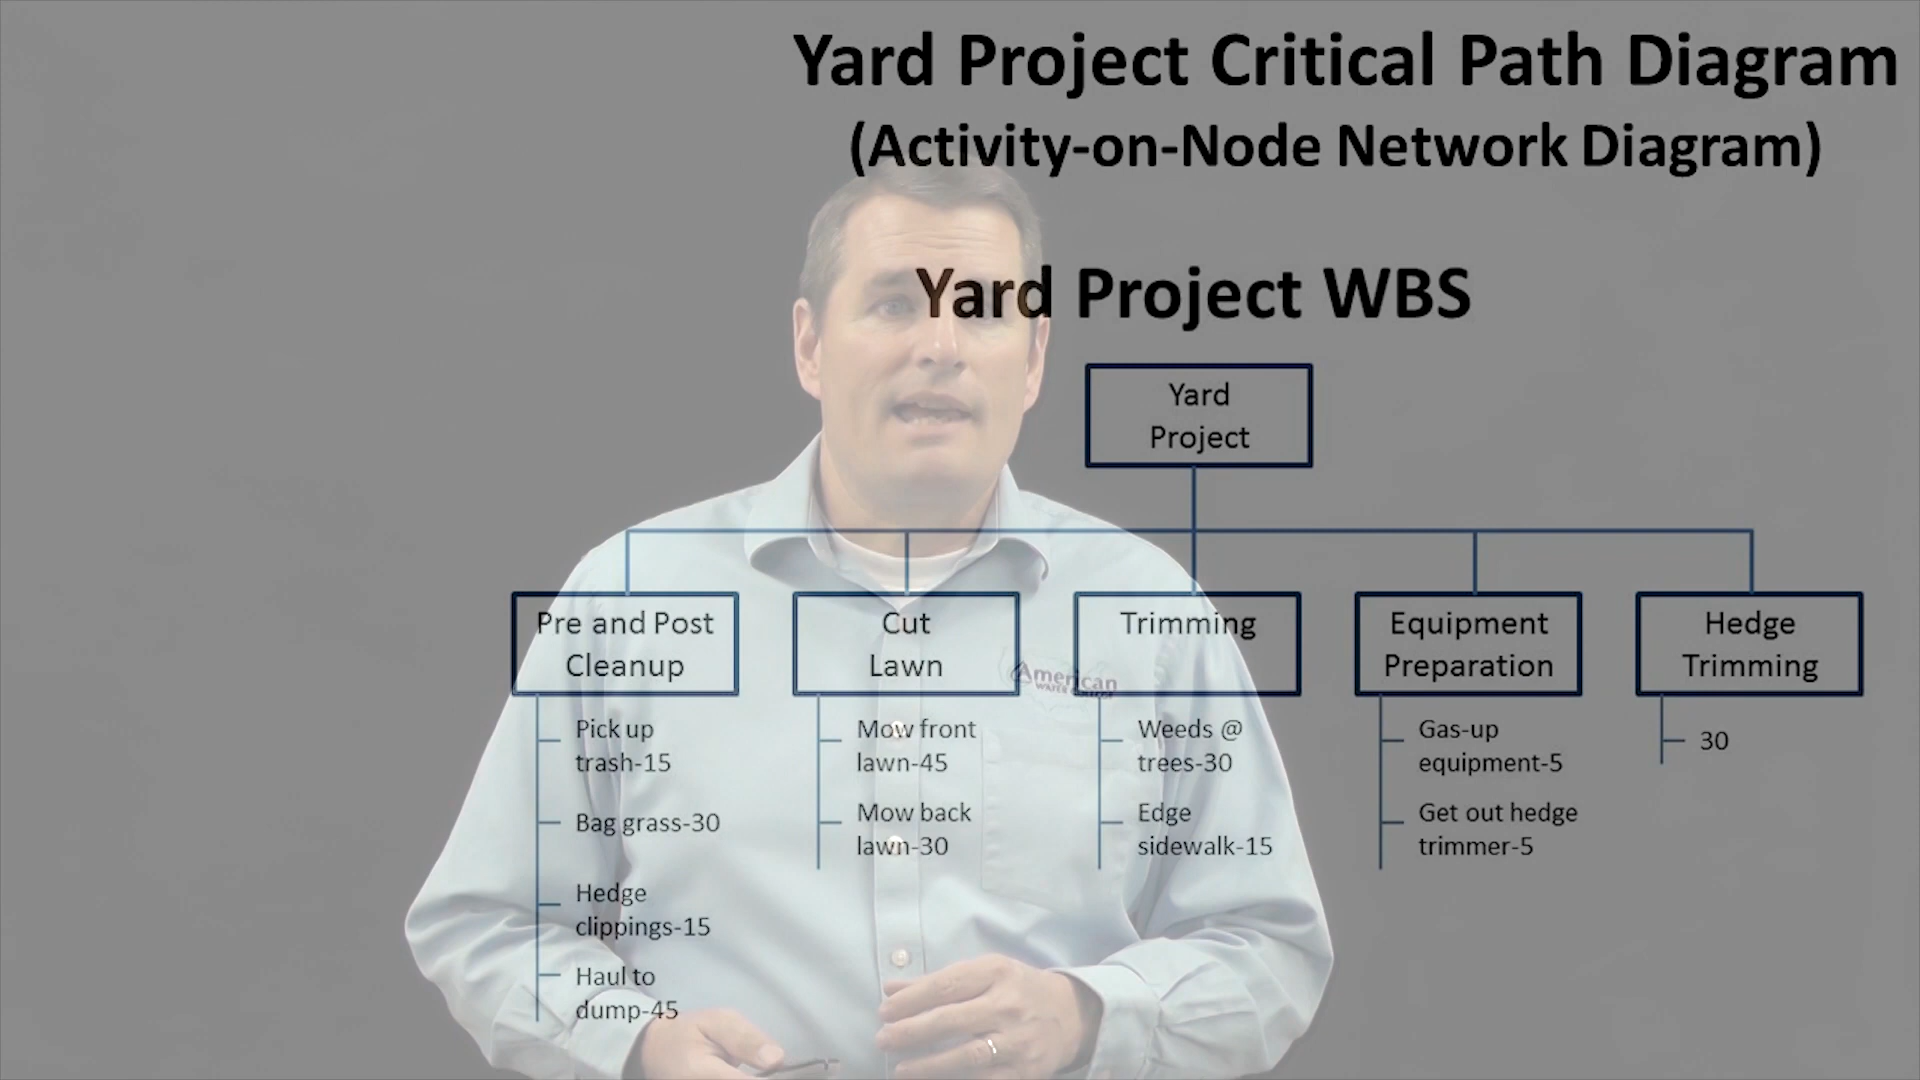 Yard Project Critical Path Diagram
(Activity-on-Node Network Diagram)
Yard Project WBS
Yard
Project
Pre and Post
Cleanup
Pick up
trash-15
Bag grass-30
Hedge
clippings-15
Haul to
dump-45
Cut
Lawn
Mow front
lawn-45
Mow back
lawn-30
Trimming
Weeds @
trees-30
Edge
sidewalk-15
Equipment
Preparation
Gas-up
equipment-5
Get out hedge
trimmer-5
Hedge
Trimming
30
American